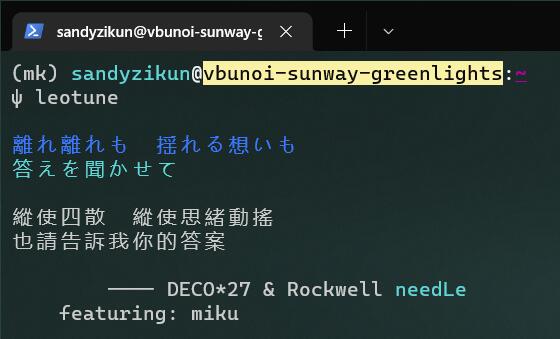 sandyzikun@vbunoi-sunway-g
(mk) sandyzikun@vbunoi-sunway-greenlights:~
ψ leotune
離れ離れも　揺れる想いも
答えを聞かせて
縱使四散　縱使思緒動搖
也請告訴我你的答案
──── DECO*27 & Rockwell needLe
featuring: miku